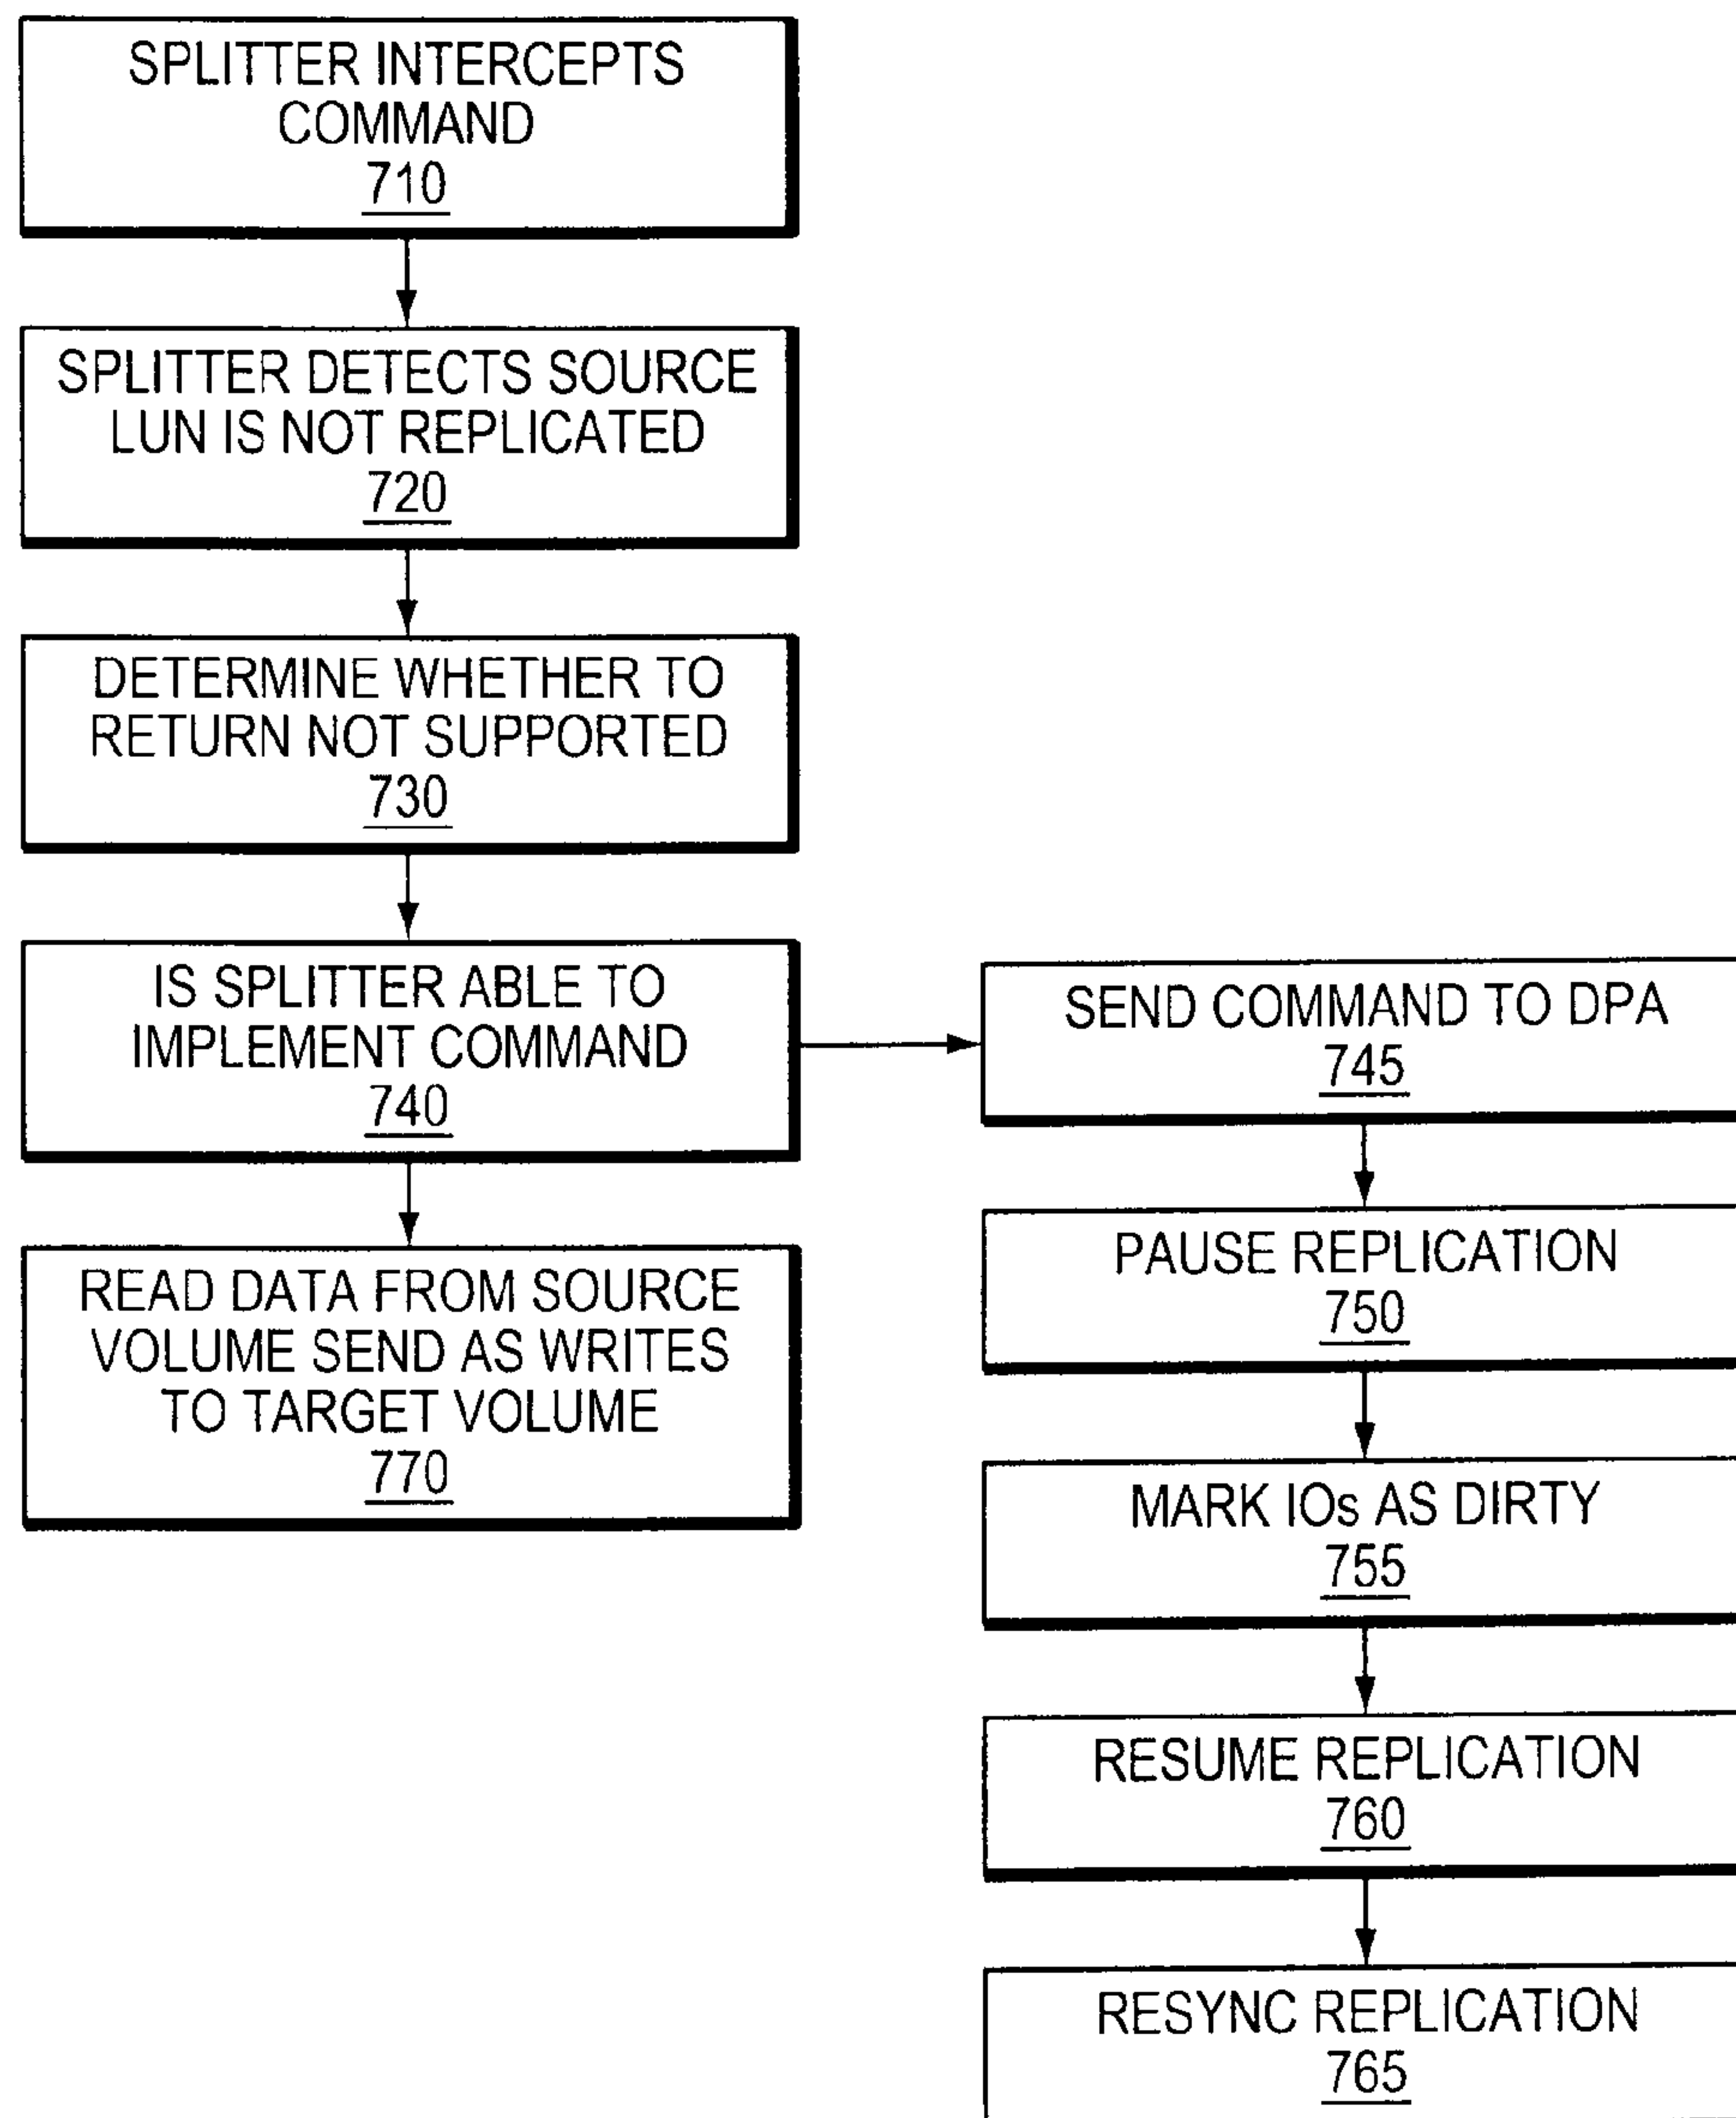 SPLITTER INTERCEPTS
COMMAND
710
SPLITTER DETECTS SOURCE
LUN IS NOT REPLICATED
720
DETERMINE WHETHER TO
RETURN NOT SUPPORTED
730
IS SPLITTER ABLE TO
IMPLEMENT COMMAND
740
READ DATA FROM SOURCE
VOLUME SEND AS WRITES
TO TARGET VOLUME
770
SEND COMMAND TO DPA
745
PAUSE REPLICATION
750
MARK IOs AS DIRTY
755
RESUME REPLICATION
760
RESYNC REPLICATION
765